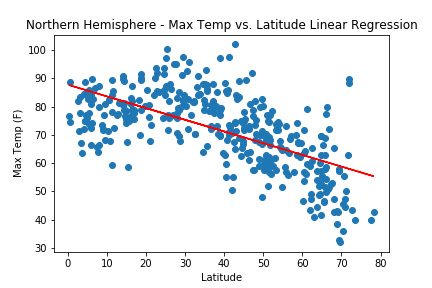 Northern Hemisphere - Max Temp vs. Latitude Linear Regression
100
90
80
70
60
50
40
30
Max Temp (F)
0 10 20 30 40 50 60 70 80
Latitude